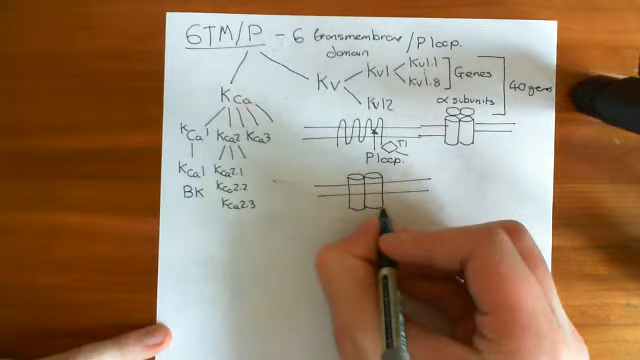 6TM/P - 6 transmembrane domain / P loop.
KCa
Kv
Kv1
Kv1.1
Kv1.8
Genes
40 genes
Kv12
α subunits
KCa1
KCa2
KCa3
T1
P loop.
KCa1
BK
KCa2.1
KCa2.2
KCa2.3